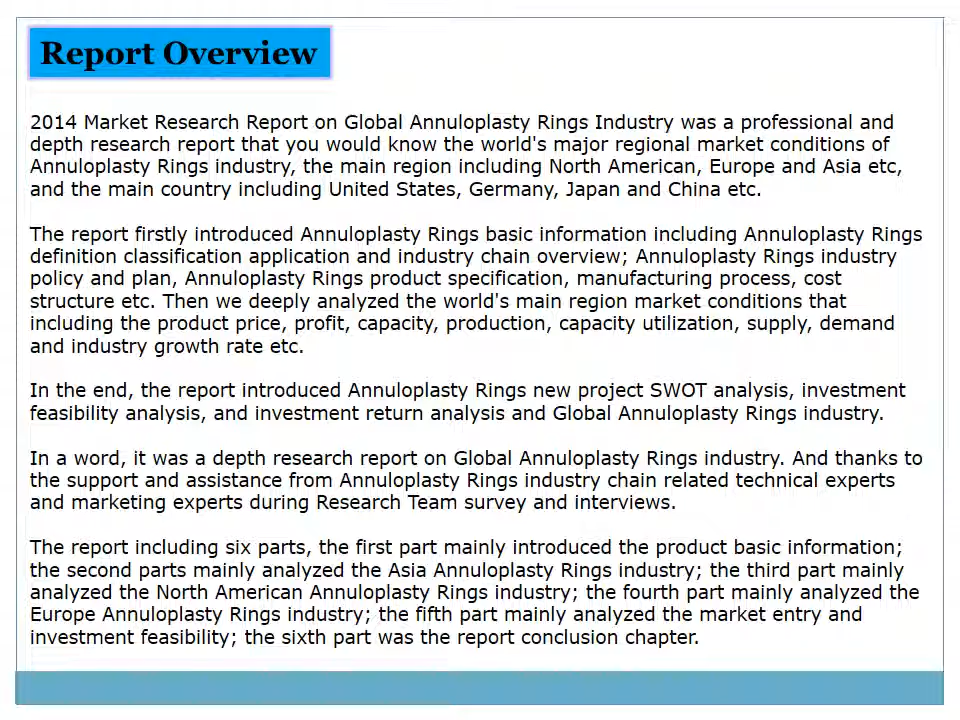 Report Overview
2014 Market Research Report on Global Annuloplasty Rings Industry was a professional and
depth research report that you would know the world's major regional market conditions of
Annuloplasty Rings industry, the main region including North American, Europe and Asia etc,
and the main country including United States, Germany, Japan and China etc.
The report firstly introduced Annuloplasty Rings basic information including Annuloplasty Rings
definition classification application and industry chain overview; Annuloplasty Rings industry
policy and plan, Annuloplasty Rings product specification, manufacturing process, cost
structure etc. Then we deeply analyzed the world's main region market conditions that
including the product price, profit, capacity, production, capacity utilization, supply, demand
and industry growth rate etc.
In the end, the report introduced Annuloplasty Rings new project SWOT analysis, investment
feasibility analysis, and investment return analysis and Global Annuloplasty Rings industry.
In a word, it was a depth research report on Global Annuloplasty Rings industry. And thanks to
the support and assistance from Annuloplasty Rings industry chain related technical experts
and marketing experts during Research Team survey and interviews.
The report including six parts, the first part mainly introduced the product basic information;
the second parts mainly analyzed the Asia Annuloplasty Rings industry; the third part mainly
analyzed the North American Annuloplasty Rings industry; the fourth part mainly analyzed the
Europe Annuloplasty Rings industry; the fifth part mainly analyzed the market entry and
investment feasibility; the sixth part was the report conclusion chapter.